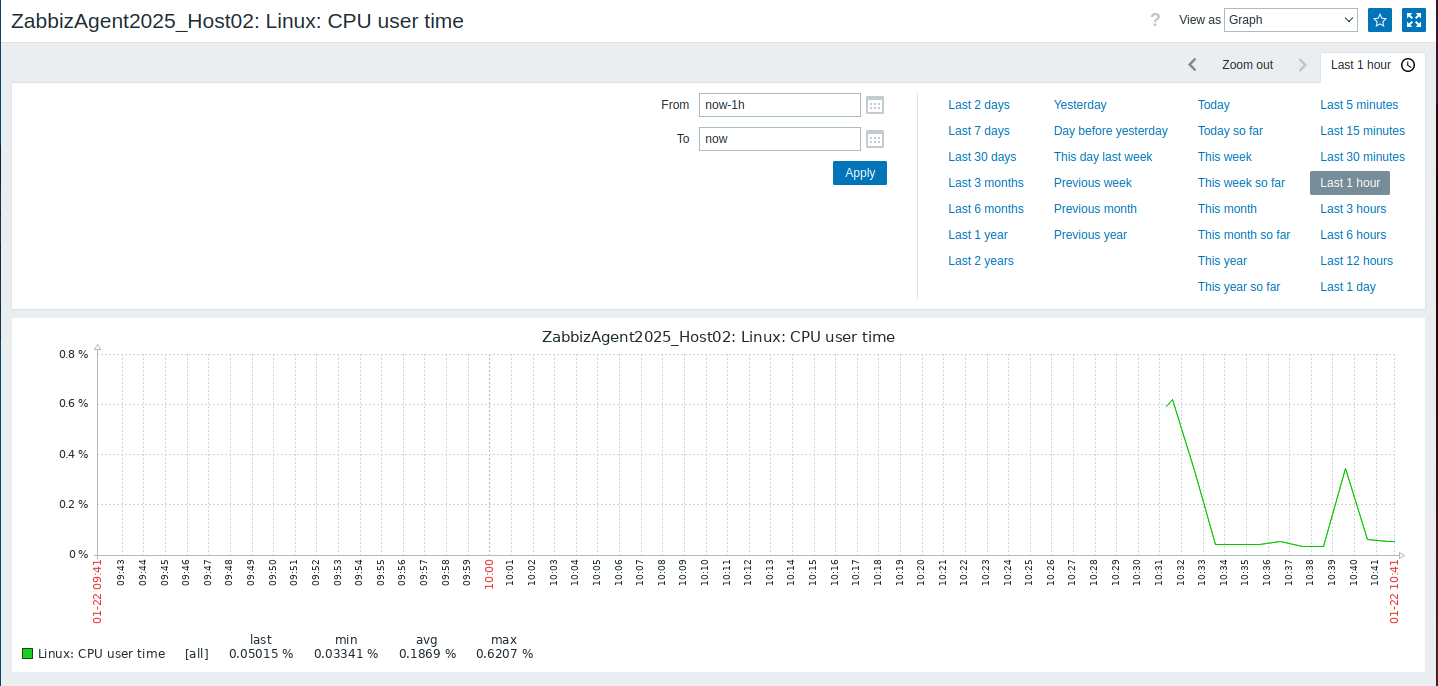 ZabbizAgent2025_Host02: Linux: CPU user time
? View as Graph
Zoom out Last 1 hour
From now-1h
To now
Apply
Last 2 days Yesterday Today Last 5 minutes
Last 7 days Day before yesterday Today so far Last 15 minutes
Last 30 days This day last week This week Last 30 minutes
Last 3 months Previous week This week so far Last 1 hour
Last 6 months Previous month This month Last 3 hours
Last 1 year Previous year This month so far Last 6 hours
Last 2 years This year Last 12 hours
This year so far Last 1 day
ZabbizAgent2025_Host02: Linux: CPU user time
0.8 %
0.6 %
0.4 %
0.2 %
0 %
01-22 09:41 09:43 09:44 09:45 09:46 09:47 09:48 09:49 09:50 09:51 09:52 09:53 09:54 09:55 09:56 09:57 09:58 09:59 10:00 10:01 10:02 10:03 10:04 10:05 10:06 10:07 10:08 10:09 10:10 10:11 10:12 10:13 10:14 10:15 10:16 10:17 10:18 10:19 10:20 10:21 10:22 10:23 10:24 10:25 10:26 10:27 10:28 10:29 10:30 10:31 10:32 10:33 10:34 10:35 10:36 10:37 10:38 10:39 10:40 10:41 01-22 10:41
last min avg max
Linux: CPU user time [all] 0.05015 % 0.03341 % 0.1869 % 0.6207 %